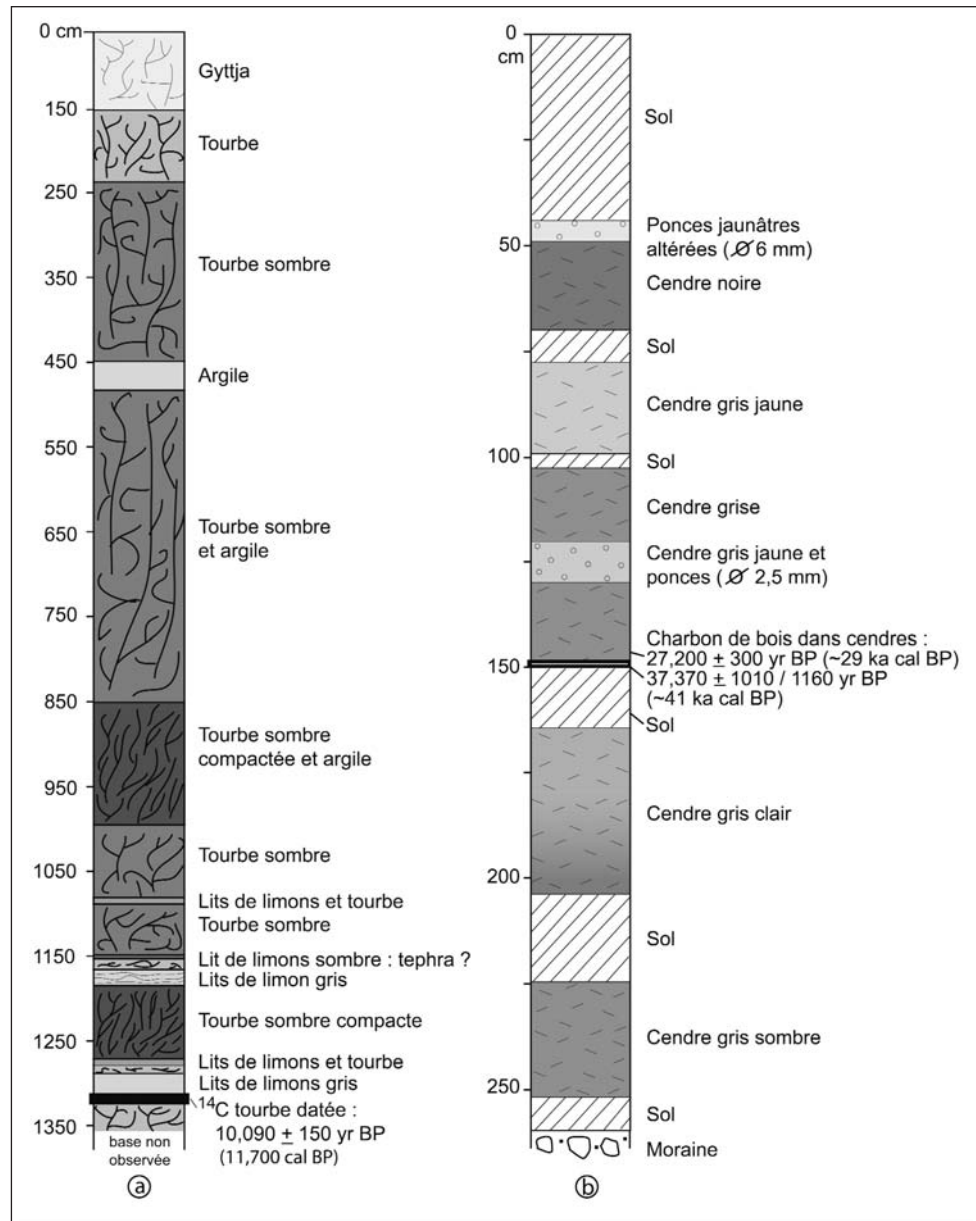 0 cm
Gyttja
150
Tourbe
250
Tourbe sombre
350
450
Argile
550
Tourbe sombre
et argile
650
750
850
Tourbe sombre
compactée et argile
950
Tourbe sombre
1050
Lits de limons et tourbe
Tourbe sombre
1150
Lit de limons sombre : tephra ?
Lits de limon gris
Tourbe sombre compacte
1250
Lits de limons et tourbe
Lits de limons gris
14C tourbe datée :
1350
10,090 ± 150 yr BP
(11,700 cal BP)
base non
observée
a
0
cm
Sol
Ponces jaunâtres
altérées (Ø 6 mm)
50
Cendre noire
Sol
Cendre gris jaune
100
Sol
Cendre grise
Cendre gris jaune et
ponces (Ø 2,5 mm)
Charbon de bois dans cendres :
27,200 ± 300 yr BP (~29 ka cal BP)
150
37,370 ± 1010 / 1160 yr BP
(~41 ka cal BP)
Sol
Cendre gris clair
200
Sol
Cendre gris sombre
250
Sol
Moraine
b